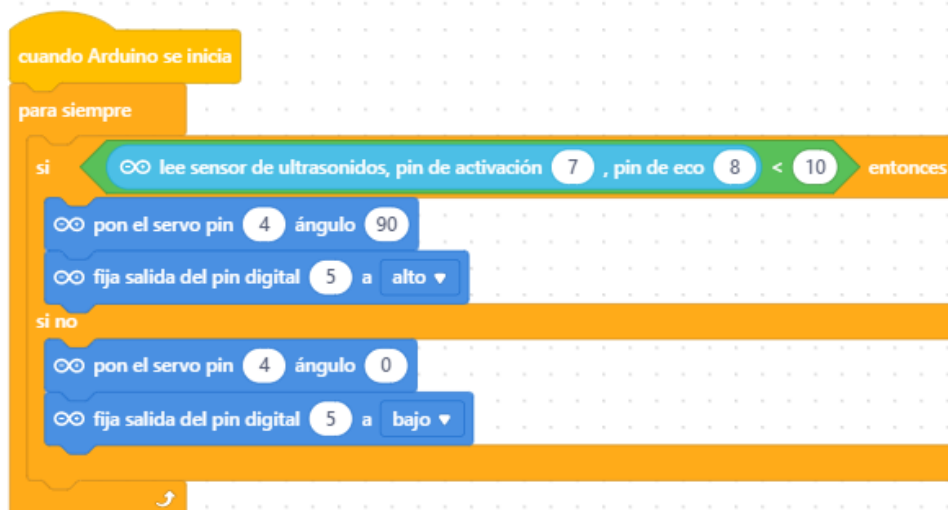 cuando Arduino se inicia
para siempre
si lee sensor de ultrasonidos, pin de activación 7 , pin de eco 8 < 10 entonces
pon el servo pin 4 ángulo 90
fija salida del pin digital 5 a alto
si no
pon el servo pin 4 ángulo 0
fija salida del pin digital 5 a bajo